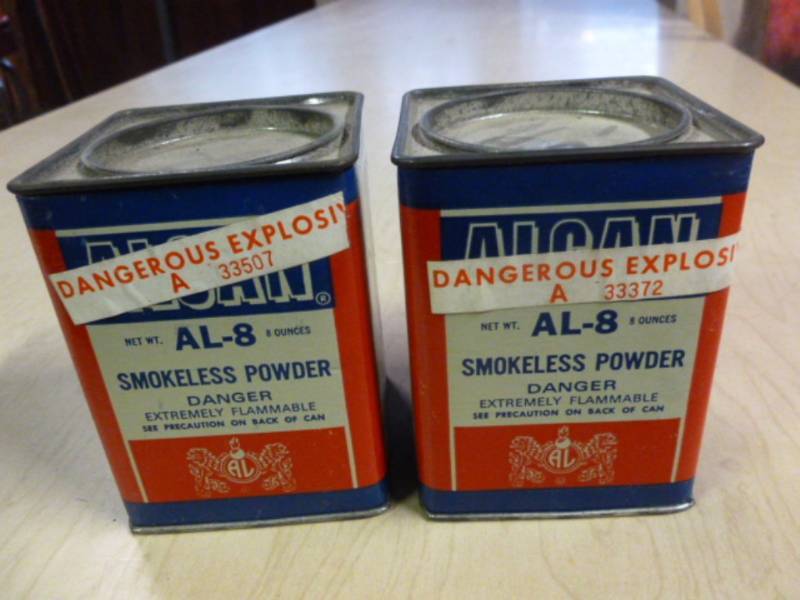 ALCAN
DANGEROUS EXPLOSIV
A 33507
®
NET WT. AL-8 8 OUNCES
SMOKELESS POWDER
DANGER
EXTREMELY FLAMMABLE
SEE PRECAUTION ON BACK OF CAN
AL
ALCAN
DANGEROUS EXPLOSI
A 33372
NET WT. AL-8 8 OUNCES
SMOKELESS POWDER
DANGER
EXTREMELY FLAMMABLE
SEE PRECAUTION ON BACK OF CAN
AL